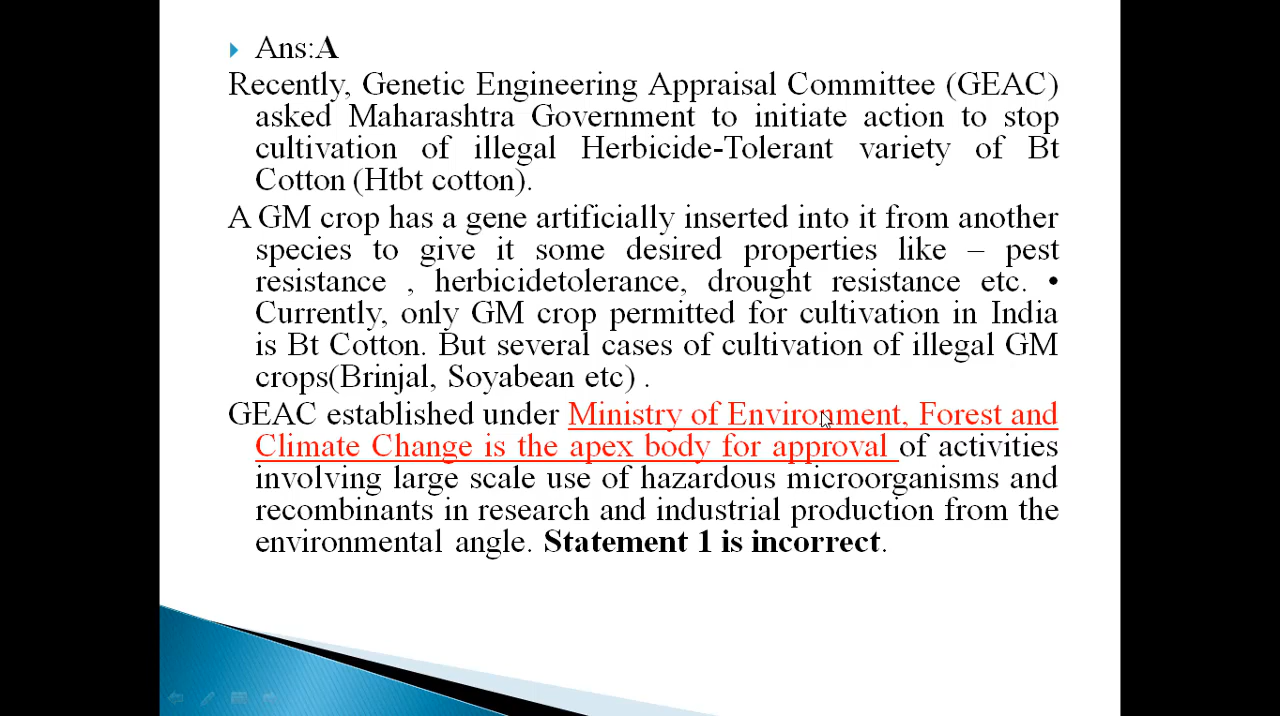 Ans:A
Recently, Genetic Engineering Appraisal Committee (GEAC)
asked Maharashtra Government to initiate action to stop
cultivation of illegal Herbicide-Tolerant variety of Bt
Cotton (Htbt cotton).
A GM crop has a gene artificially inserted into it from another
species to give it some desired properties like – pest
resistance , herbicidetolerance, drought resistance etc. •
Currently, only GM crop permitted for cultivation in India
is Bt Cotton. But several cases of cultivation of illegal GM
crops(Brinjal, Soyabean etc) .
GEAC established under Ministry of Environment, Forest and
Climate Change is the apex body for approval of activities
involving large scale use of hazardous microorganisms and
recombinants in research and industrial production from the
environmental angle. Statement 1 is incorrect.